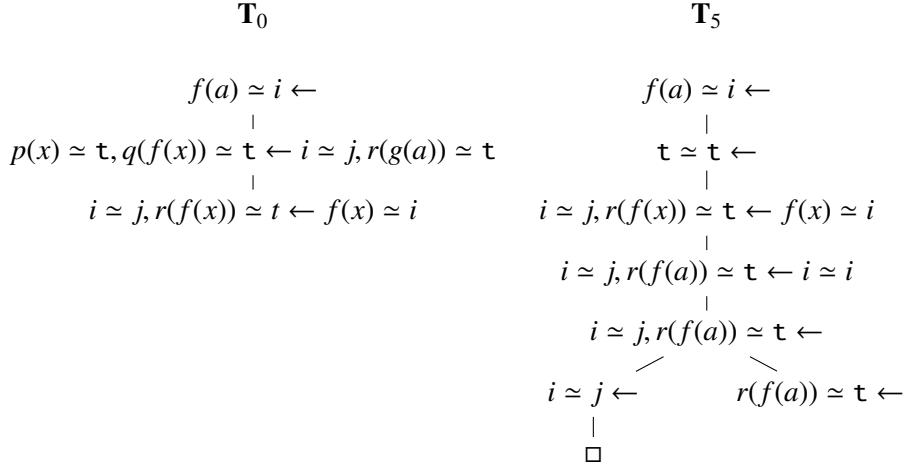 T₀ T₅
f(a) ≃ i ← f(a) ≃ i ←
p(x) ≃ t, q(f(x)) ≃ t ← i ≃ j, r(g(a)) ≃ t t ≃ t ←
i ≃ j, r(f(x)) ≃ t ← f(x) ≃ i i ≃ j, r(f(x)) ≃ t ← f(x) ≃ i
i ≃ j, r(f(a)) ≃ t ← i ≃ i
i ≃ j, r(f(a)) ≃ t ←
i ≃ j ← r(f(a)) ≃ t ←
□